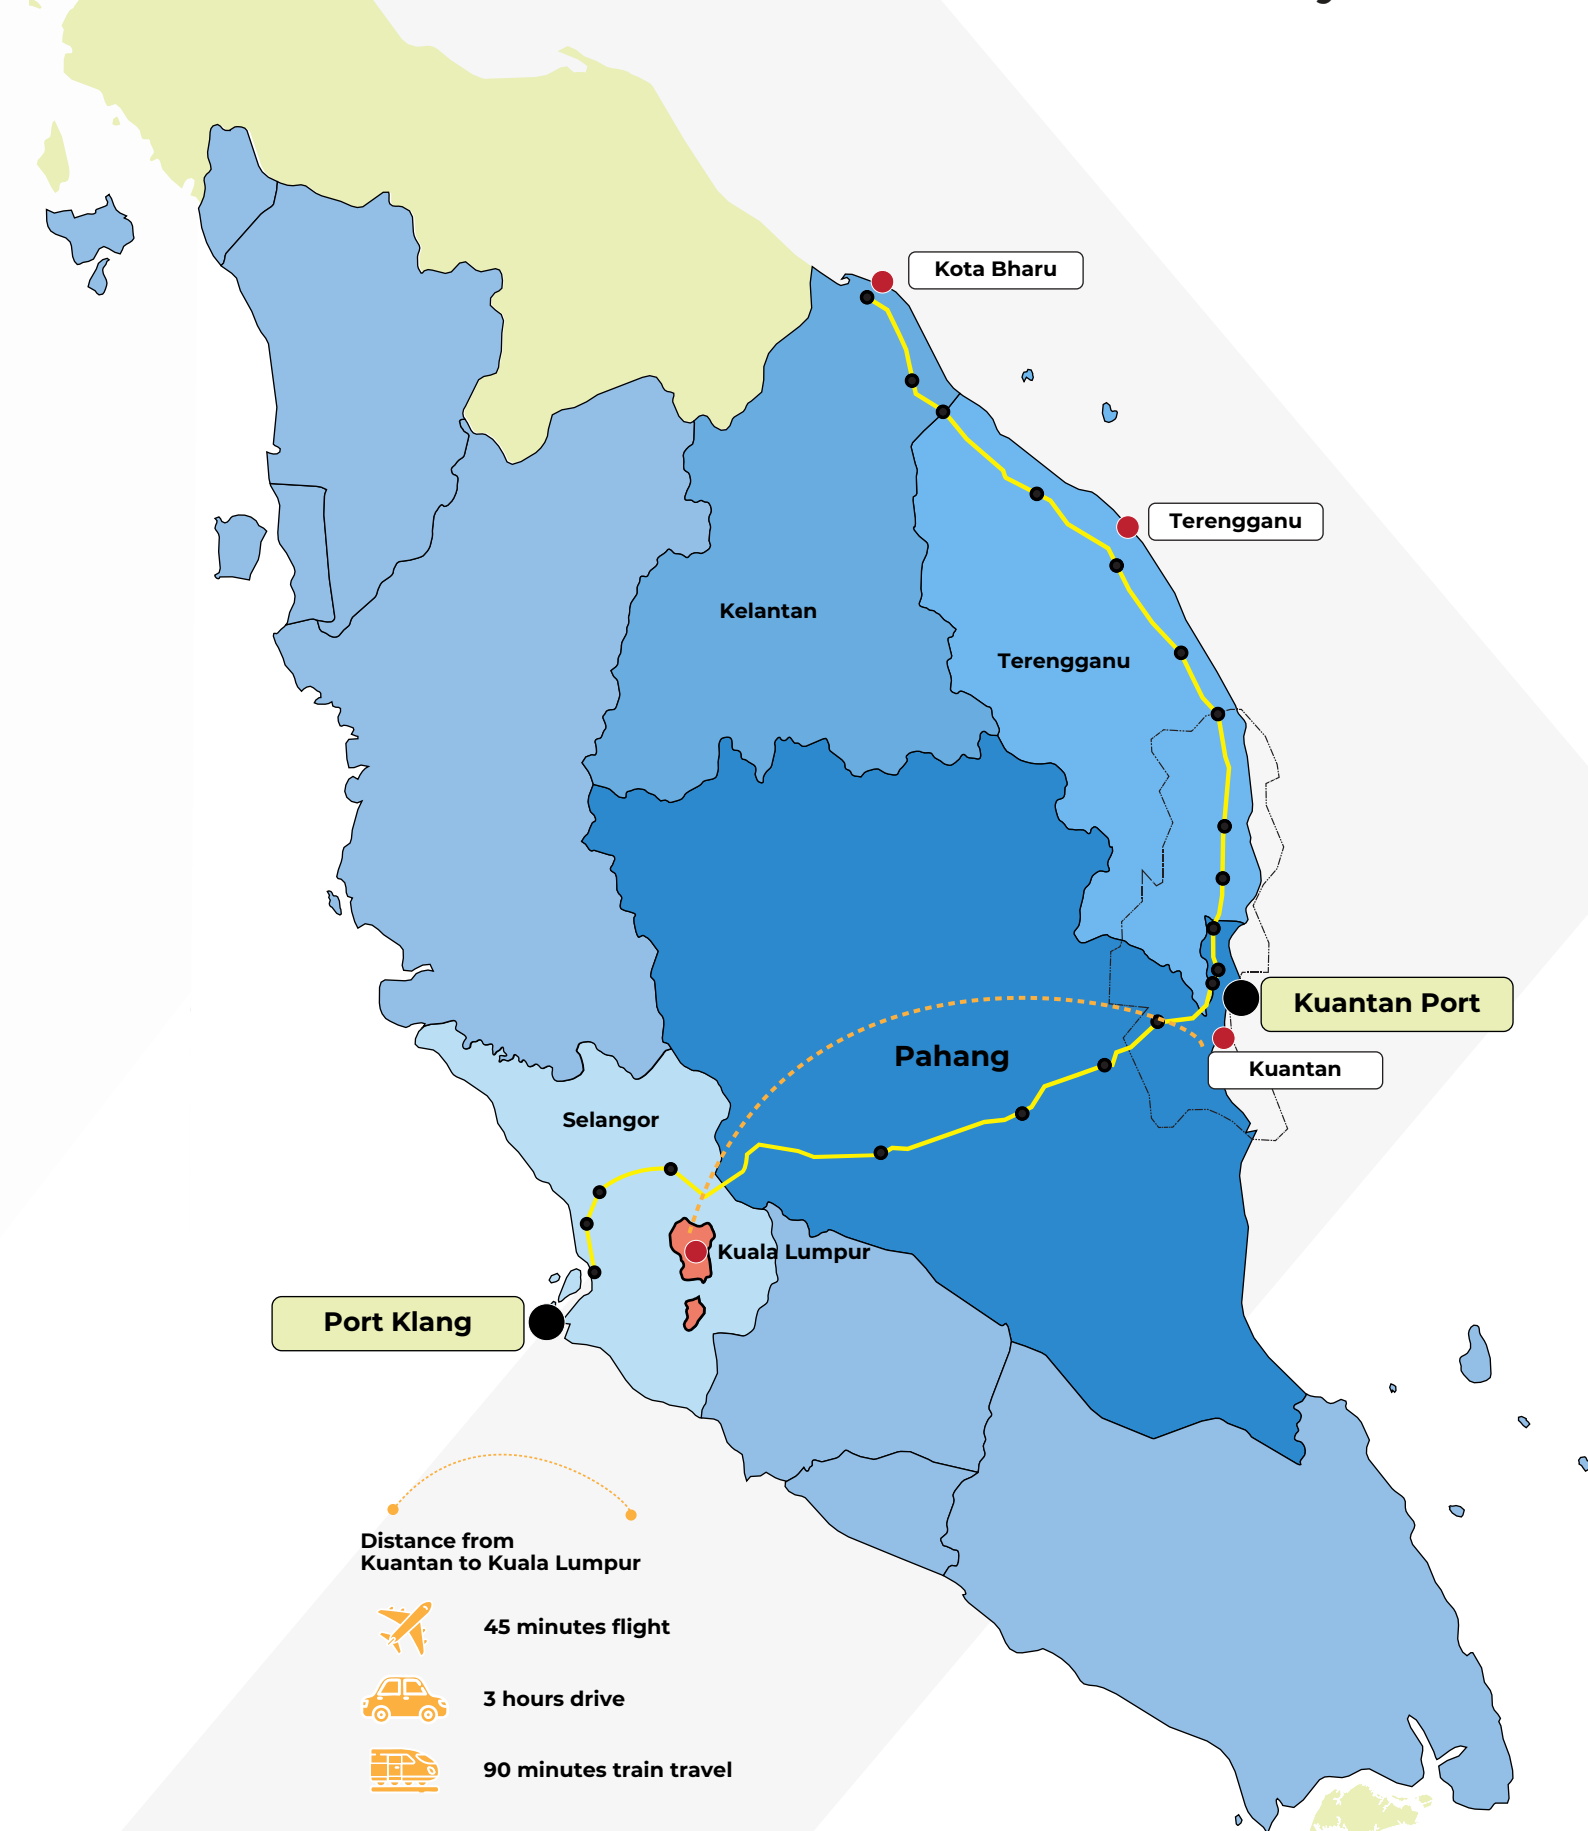 Kota Bharu
Terengganu
Kelantan
Terengganu
Kuantan Port
Pahang
Kuantan
Selangor
Kuala Lumpur
Port Klang
Distance from
Kuantan to Kuala Lumpur
45 minutes flight
3 hours drive
90 minutes train travel